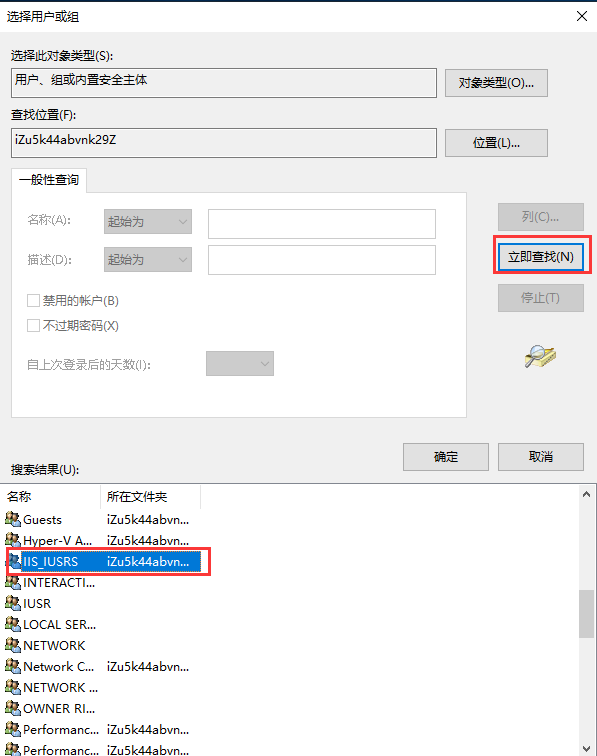 选择用户或组
选择此对象类型(S):
用户、组或内置安全主体
对象类型(O)...
查找位置(F):
iZu5k44abvnk29Z
位置(L)...
一般性查询
名称(A):
起始为
描述(D):
起始为
禁用的帐户(B)
不过期密码(X)
自上次登录后的天数(I):
列(C)...
立即查找(N)
停止(T)
确定
取消
搜索结果(U):
名称 所在文件夹
Guests iZu5k44abvn...
Hyper-V A... iZu5k44abvn...
IIS_IUSRS iZu5k44abvn...
INTERACTI...
IUSR
LOCAL SER...
NETWORK
Network C... iZu5k44abvn...
NETWORK ...
OWNER RI...
Performanc... iZu5k44abvn...
Performanc... iZu5k44abvn...